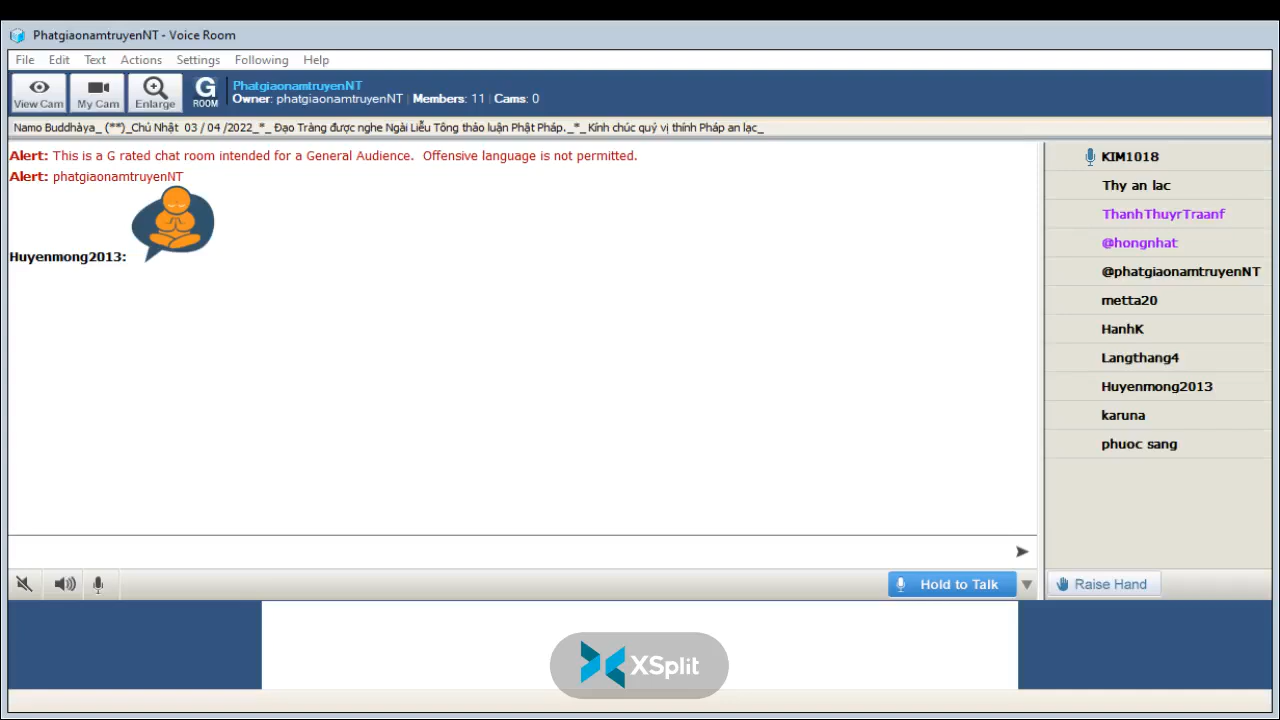 PhatgiaonamtruyenNT - Voice Room
File Edit Text Actions Settings Following Help
View Cam My Cam Enlarge G ROOM
PhatgiaonamtruyenNT
Owner: phatgiaonamtruyenNT | Members: 11 | Cams: 0
Namo Buddhàya_ (**)_Chủ Nhật 03 / 04 /2022_*_ Đạo Tràng được nghe Ngài Liễu Tông thảo luận Phật Pháp._*_ Kính chúc quý vị thính Pháp an lạc_
Alert: This is a G rated chat room intended for a General Audience. Offensive language is not permitted.
Alert: phatgiaonamtruyenNT
Huyenmong2013:
KIM1018
Thy an lac
ThanhThuyrTraanf
@hongnhat
@phatgiaonamtruyenNT
metta20
HanhK
Langthang4
Huyenmong2013
karuna
phuoc sang
Hold to Talk
Raise Hand
XSplit